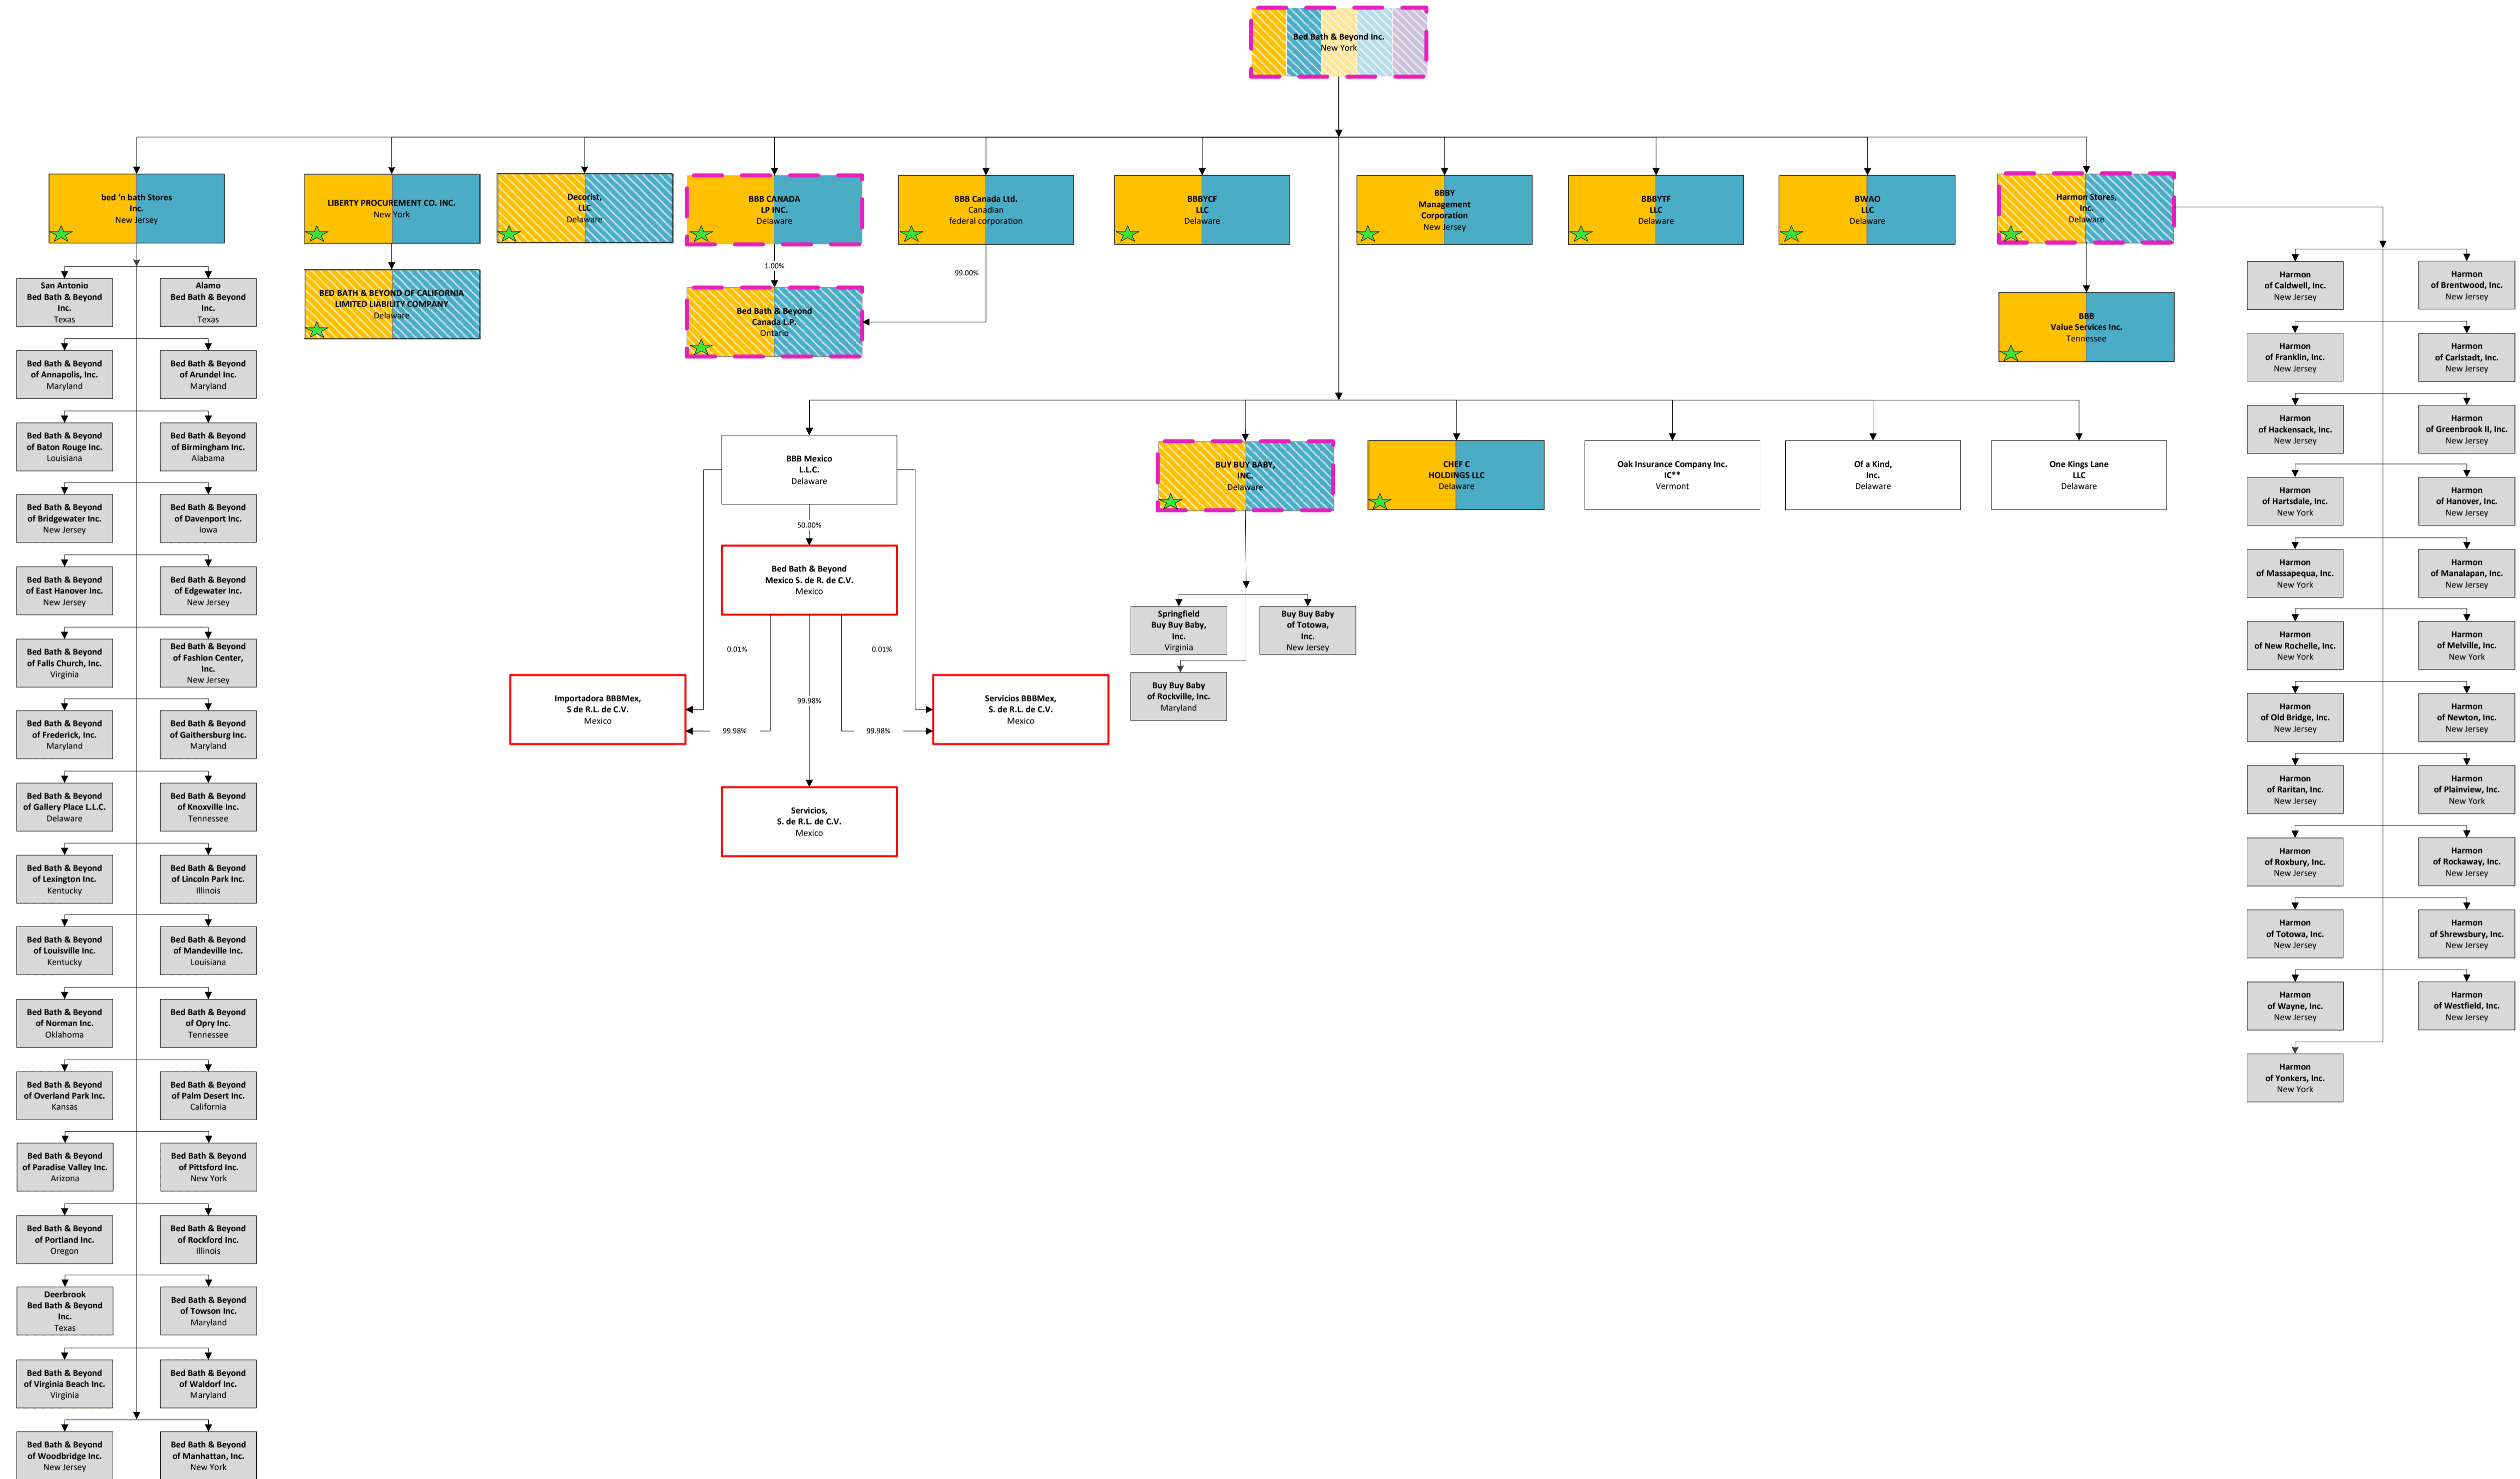 Bed Bath & Beyond Inc.
New York
bed ‘n bath Stores
Inc.
New Jersey
LIBERTY PROCUREMENT CO. INC.
New York
Decorist,
LLC
Delaware
BBB CANADA
LP INC.
Delaware
BBB Canada Ltd.
Canadian
federal corporation
BBBYCF
LLC
Delaware
BBBY
Management
Corporation
New Jersey
BBBYTF
LLC
Delaware
BWAO
LLC
Delaware
Harmon Stores,
Inc.
Delaware
BED BATH & BEYOND OF CALIFORNIA
LIMITED LIABILITY COMPANY
Delaware
1.00%
99.00%
Bed Bath & Beyond
Canada L.P.
Ontario
BBB
Value Services Inc.
Tennessee
San Antonio
Bed Bath & Beyond
Inc.
Texas
Alamo
Bed Bath & Beyond
Inc.
Texas
Bed Bath & Beyond
of Annapolis, Inc.
Maryland
Bed Bath & Beyond
of Arundel Inc.
Maryland
Bed Bath & Beyond
of Baton Rouge Inc.
Louisiana
Bed Bath & Beyond
of Birmingham Inc.
Alabama
Bed Bath & Beyond
of Bridgewater Inc.
New Jersey
Bed Bath & Beyond
of Davenport Inc.
Iowa
Bed Bath & Beyond
of East Hanover Inc.
New Jersey
Bed Bath & Beyond
of Edgewater Inc.
New Jersey
Bed Bath & Beyond
of Falls Church, Inc.
Virginia
Bed Bath & Beyond
of Fashion Center,
Inc.
New Jersey
Bed Bath & Beyond
of Frederick, Inc.
Maryland
Bed Bath & Beyond
of Gaithersburg Inc.
Maryland
Bed Bath & Beyond
of Gallery Place L.L.C.
Delaware
Bed Bath & Beyond
of Knoxville Inc.
Tennessee
Bed Bath & Beyond
of Lexington Inc.
Kentucky
Bed Bath & Beyond
of Lincoln Park Inc.
Illinois
Bed Bath & Beyond
of Louisville Inc.
Kentucky
Bed Bath & Beyond
of Mandeville Inc.
Louisiana
Bed Bath & Beyond
of Norman Inc.
Oklahoma
Bed Bath & Beyond
of Opry Inc.
Tennessee
Bed Bath & Beyond
of Overland Park Inc.
Kansas
Bed Bath & Beyond
of Palm Desert Inc.
California
Bed Bath & Beyond
of Paradise Valley Inc.
Arizona
Bed Bath & Beyond
of Pittsford Inc.
New York
Bed Bath & Beyond
of Portland Inc.
Oregon
Bed Bath & Beyond
of Rockford Inc.
Illinois
Deerbrook
Bed Bath & Beyond
Inc.
Texas
Bed Bath & Beyond
of Towson Inc.
Maryland
Bed Bath & Beyond
of Virginia Beach Inc.
Virginia
Bed Bath & Beyond
of Waldorf Inc.
Maryland
Bed Bath & Beyond
of Woodbridge Inc.
New Jersey
Bed Bath & Beyond
of Manhattan, Inc.
New York
BBB Mexico
L.L.C.
Delaware
BUY BUY BABY,
INC.
Delaware
CHEF C
HOLDINGS LLC
Delaware
Oak Insurance Company Inc.
IC**
Vermont
Of a Kind,
Inc.
Delaware
One Kings Lane
LLC
Delaware
50.00%
Bed Bath & Beyond
Mexico S. de R. de C.V.
Mexico
0.01%
0.01%
99.98%
Importadora BBBMex,
S de R.L. de C.V.
Mexico
Servicios BBBMex,
S. de R.L. de C.V.
Mexico
99.98%
99.98%
Servicios,
S. de R.L. de C.V.
Mexico
Springfield
Buy Buy Baby,
Inc.
Virginia
Buy Buy Baby
of Totowa,
Inc.
New Jersey
Buy Buy Baby
of Rockville, Inc.
Maryland
Harmon
of Caldwell, Inc.
New Jersey
Harmon
of Brentwood, Inc.
New Jersey
Harmon
of Franklin, Inc.
New Jersey
Harmon
of Carlstadt, Inc.
New Jersey
Harmon
of Hackensack, Inc.
New Jersey
Harmon
of Greenbrook II, Inc.
New Jersey
Harmon
of Hartsdale, Inc.
New York
Harmon
of Hanover, Inc.
New Jersey
Harmon
of Massapequa, Inc.
New York
Harmon
of Manalapan, Inc.
New Jersey
Harmon
of New Rochelle, Inc.
New York
Harmon
of Melville, Inc.
New York
Harmon
of Old Bridge, Inc.
New Jersey
Harmon
of Newton, Inc.
New Jersey
Harmon
of Raritan, Inc.
New Jersey
Harmon
of Plainview, Inc.
New York
Harmon
of Roxbury, Inc.
New Jersey
Harmon
of Rockaway, Inc.
New Jersey
Harmon
of Totowa, Inc.
New Jersey
Harmon
of Shrewsbury, Inc.
New Jersey
Harmon
of Wayne, Inc.
New Jersey
Harmon
of Westfield, Inc.
New Jersey
Harmon
of Yonkers, Inc.
New York